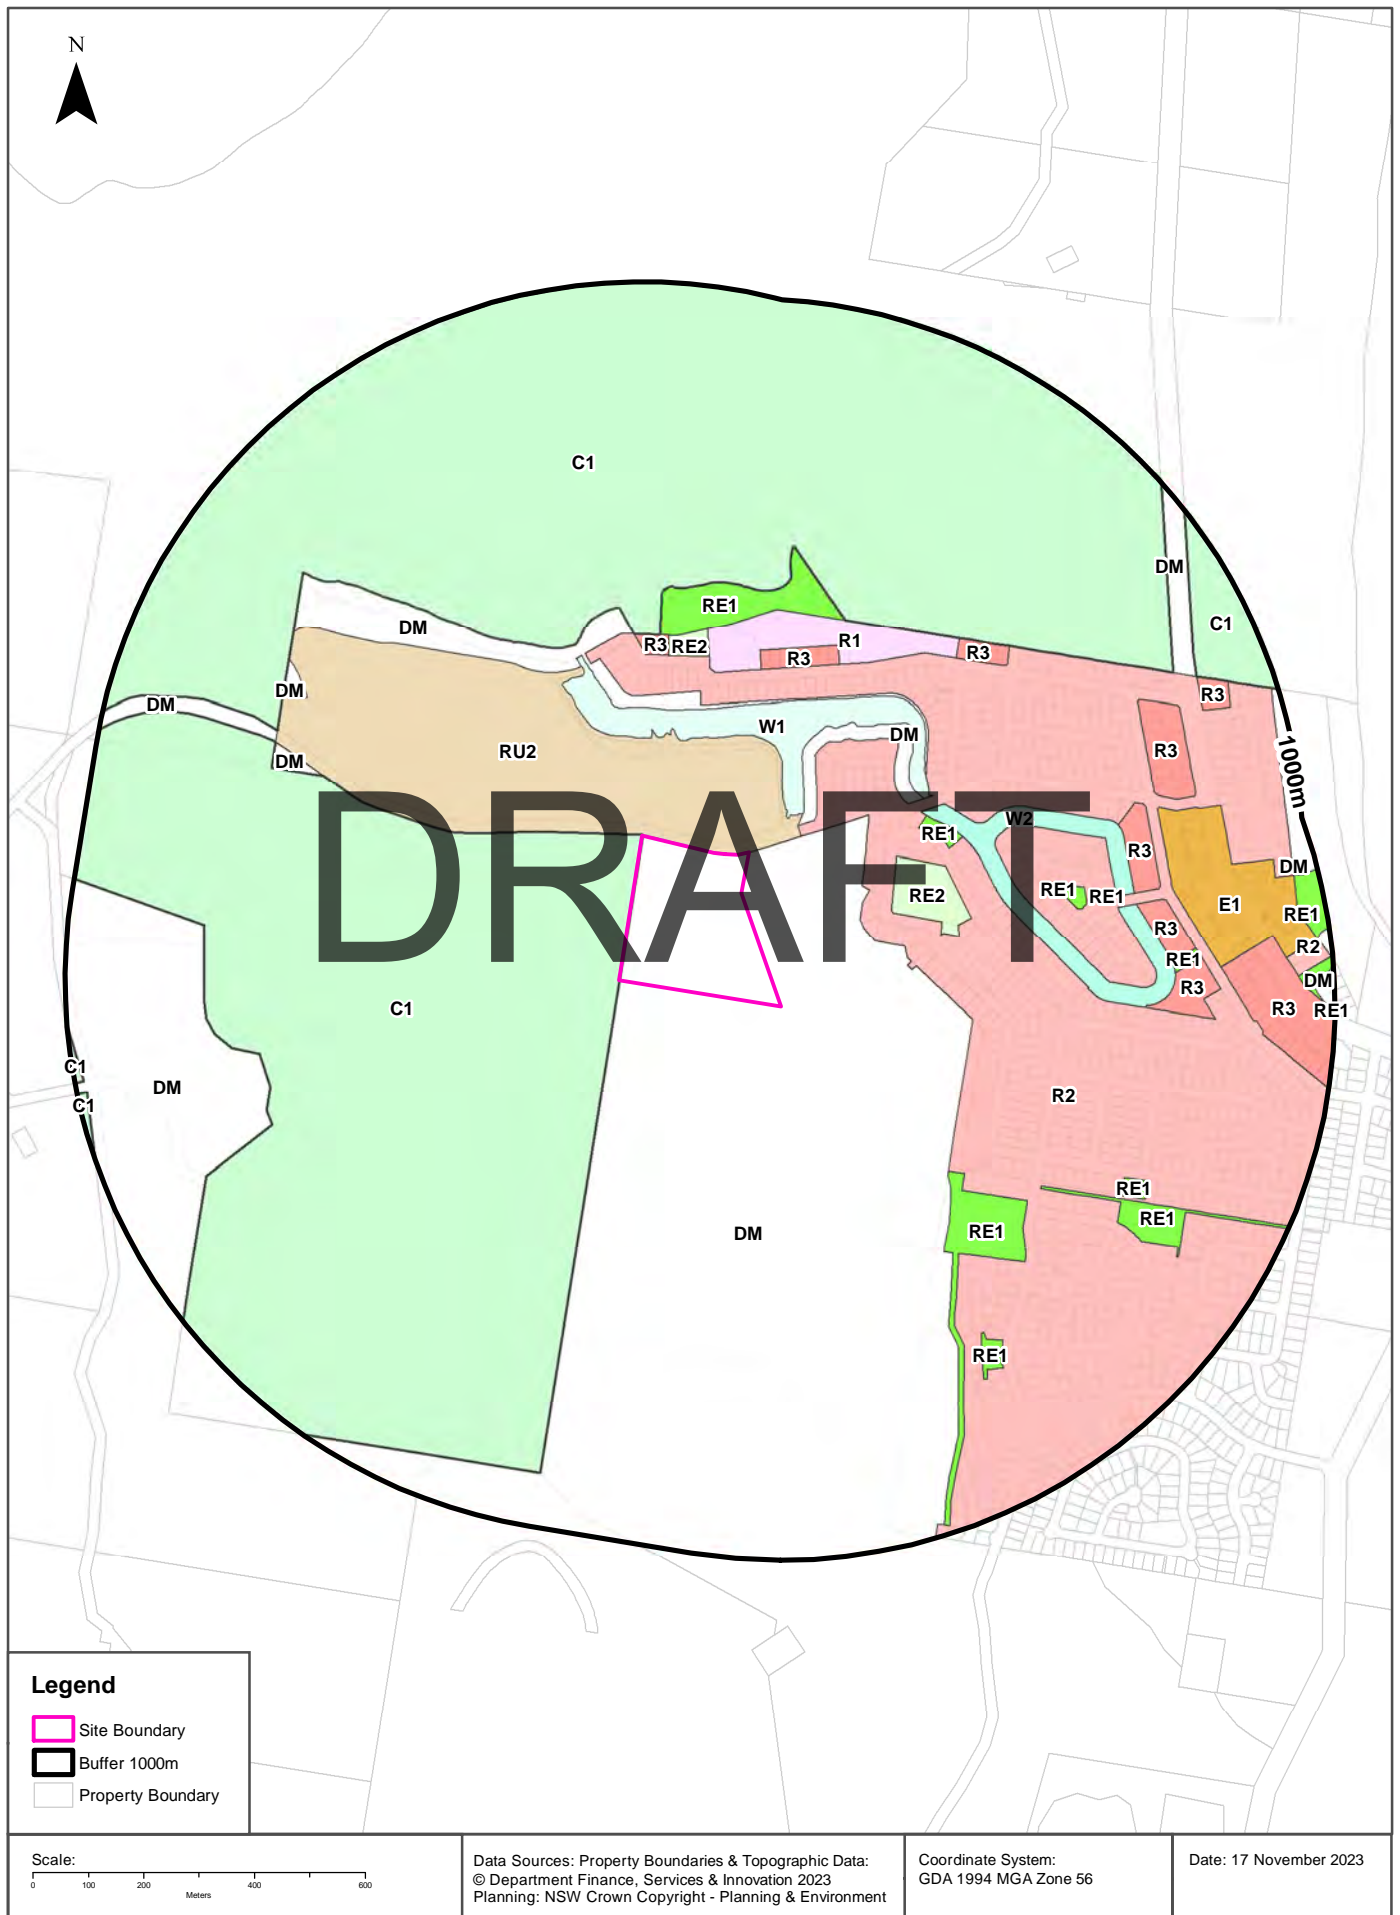 N
C1
DM
C1
RE1
DM
R3
RE2
R1
R3
R3
DM
R3
DM
W1
DM
R3
RU2
DM
1000m
DRAFT
RE1
W2
R3
DM
RE2
RE1
RE1
E1
RE1
R3
R2
RE1
DM
R3
C1
R3
RE1
C1
DM
C1
R2
RE1
RE1
RE1
DM
RE1
Legend
Site Boundary
Buffer 1000m
Property Boundary
Scale:
0 100 200 400 600
Meters
Data Sources: Property Boundaries & Topographic Data:
© Department Finance, Services & Innovation 2023
Planning: NSW Crown Copyright - Planning & Environment
Coordinate System:
GDA 1994 MGA Zone 56
Date: 17 November 2023